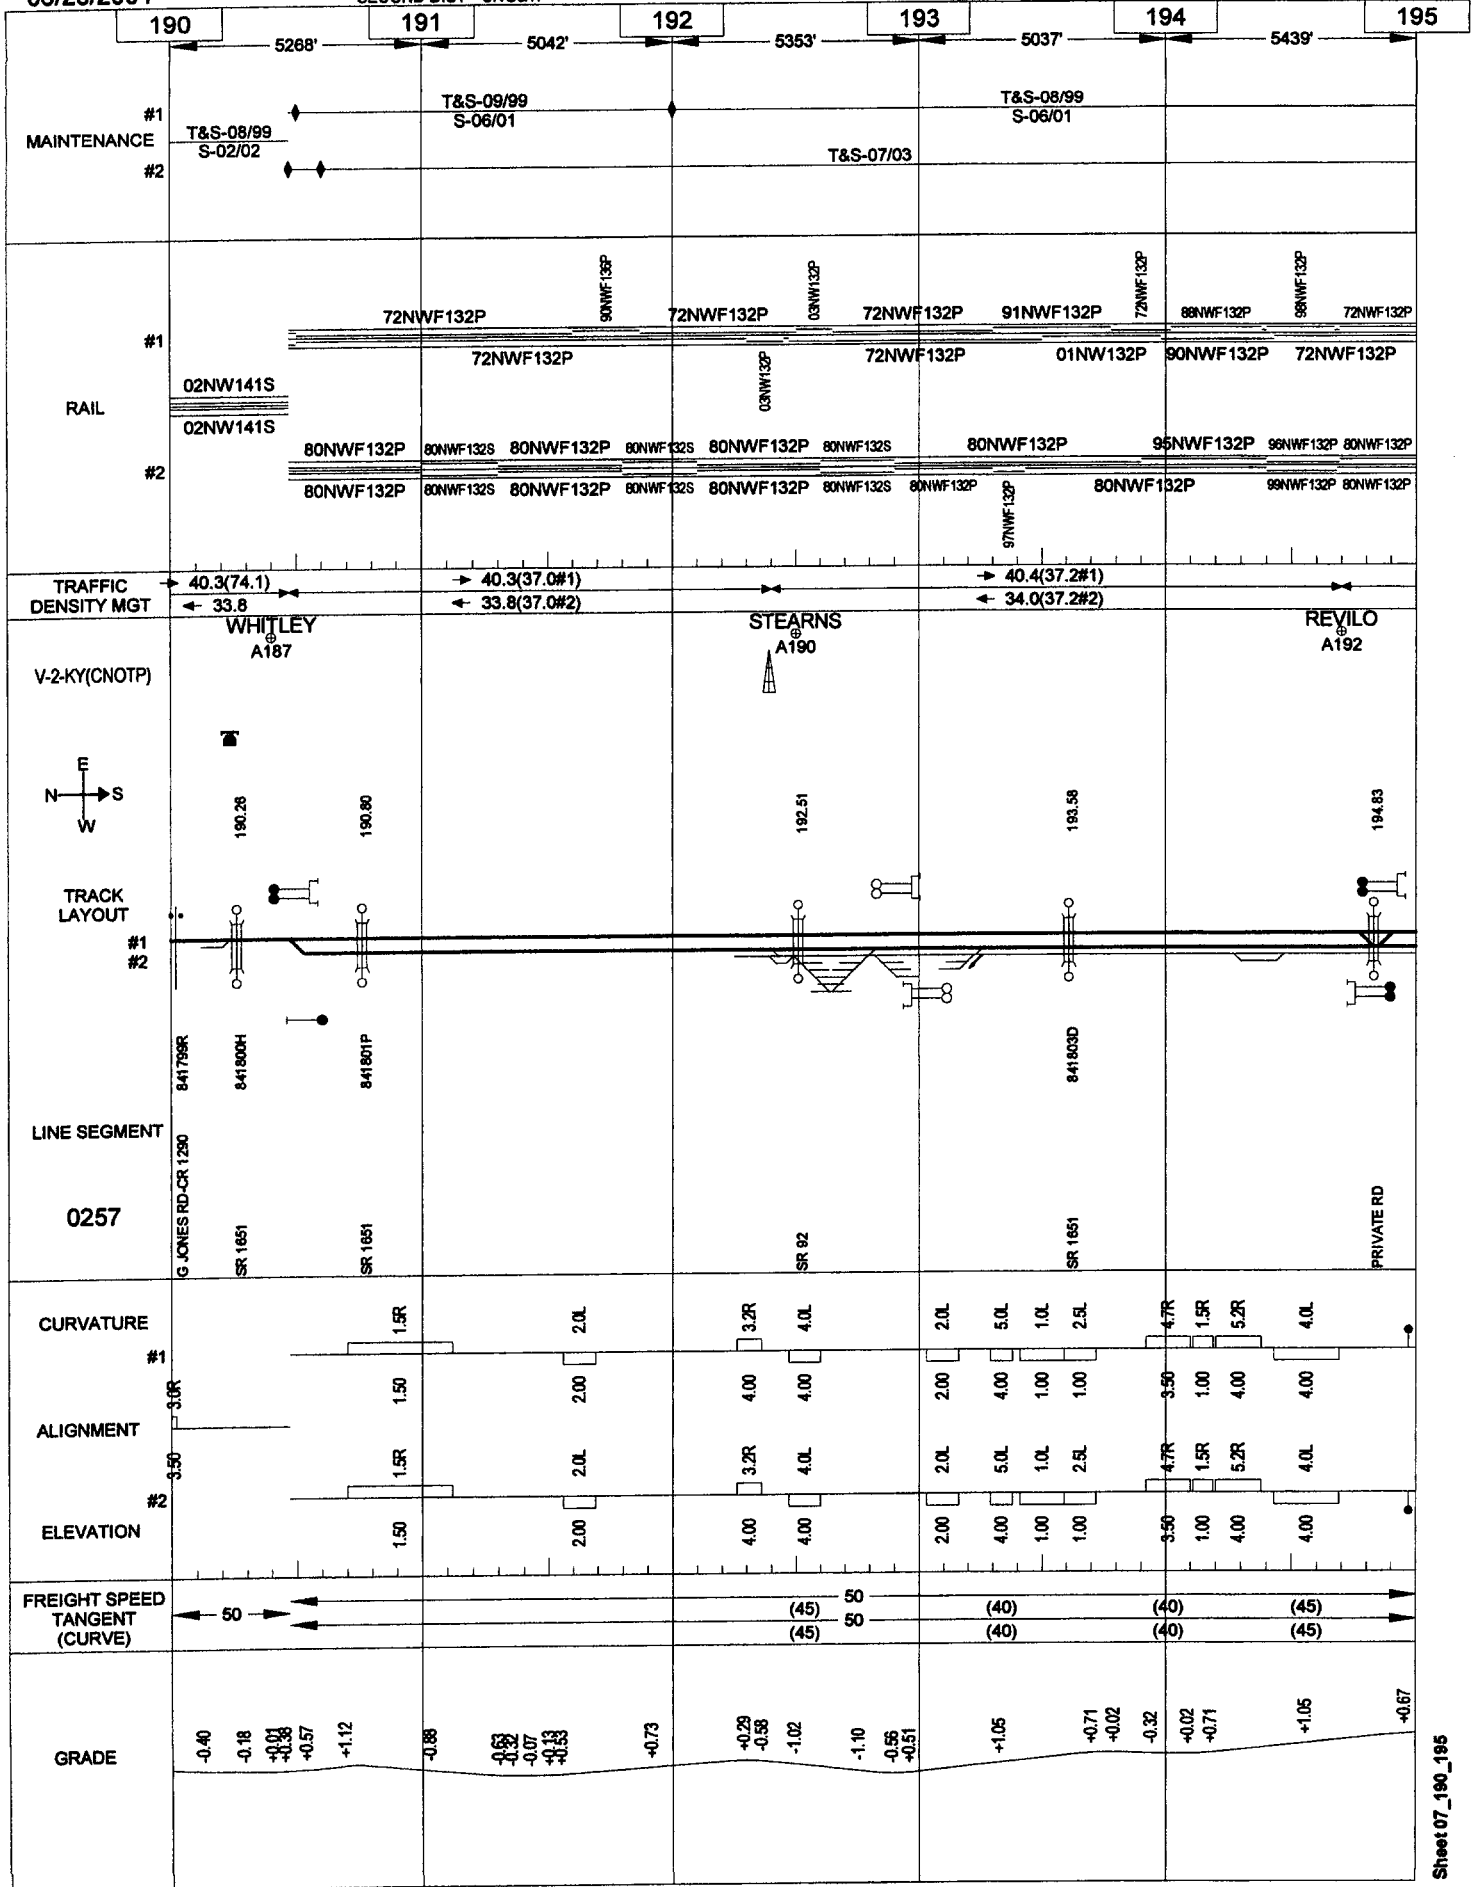 190 191 192 193 194 195
5268' 5042' 5353' 5037' 5439'
MAINTENANCE
#1
T&S-09/99
S-06/01
T&S-08/99
S-06/01
T&S-08/99
S-02/02
#2
T&S-07/03
RAIL
90NWF136P 03NW132P 72NWF132P 98NWF132P
72NWF132P 72NWF132P 72NWF132P 91NWF132P 88NWF132P 72NWF132P
#1
72NWF132P 72NWF132P 01NW132P 90NWF132P 72NWF132P
03NW132P
02NW141S
02NW141S
80NWF132P 80NWF132S 80NWF132P 80NWF132S 80NWF132P 80NWF132S 80NWF132P 95NWF132P 96NWF132P 80NWF132P
#2
80NWF132P 80NWF132S 80NWF132P 80NWF132S 80NWF132P 80NWF132S 80NWF132P 80NWF132P 99NWF132P 80NWF132P
97NWF132P
TRAFFIC
DENSITY MGT
40.3(74.1) 40.3(37.0#1) 40.4(37.2#1)
33.8 33.8(37.0#2) 34.0(37.2#2)
WHITLEY STEARNS REVILO
A187 A190 A192
V-2-KY(CNOTP)
E
N S
W
190.26 190.80 192.51 193.58 194.83
TRACK
LAYOUT
#1
#2
841799R 841800H 841801P 841803D
LINE SEGMENT
0257
G JONES RD-CR 1290
SR 1651
SR 1651
SR 92
SR 1651
PRIVATE RD
CURVATURE
1.5R 2.0L 3.2R 4.0L 2.0L 5.0L 1.0L 2.5L 4.7R 1.5R 5.2R 4.0L
#1
1.50 2.00 4.00 4.00 2.00 4.00 1.00 1.00 3.50 1.00 4.00 4.00
3.0R
ALIGNMENT
3.50
1.5R 2.0L 3.2R 4.0L 2.0L 5.0L 1.0L 2.5L 4.7R 1.5R 5.2R 4.0L
#2
ELEVATION
1.50 2.00 4.00 4.00 2.00 4.00 1.00 1.00 3.50 1.00 4.00 4.00
FREIGHT SPEED
TANGENT
(CURVE)
50
50
(45) (40) (40) (45)
50
(45) (40) (40) (45)
GRADE
-0.40 -0.18 +0.01 +0.38 +0.57 +1.12 -0.88 -0.32 -0.07 +0.13 +0.53 +0.73 +0.29 -0.58 -1.02 -1.10 -0.56 +0.51 +1.05 +0.71 +0.02 -0.32 +0.02 +0.71 +1.05 +0.67
Sheet 07_190_195